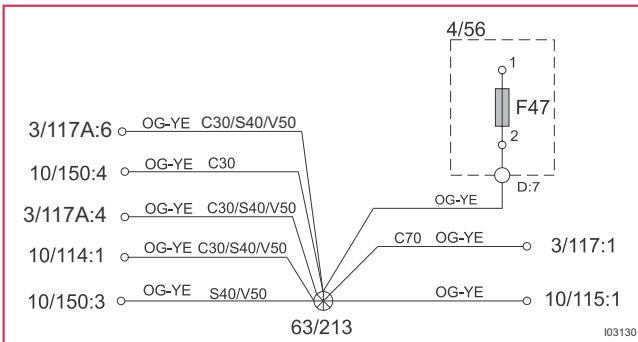 4/56
1
F47
2
D:7
3/117A:6 OG-YE C30/S40/V50
10/150:4 OG-YE C30
3/117A:4 OG-YE C30/S40/V50
OG-YE
10/114:1 OG-YE C30/S40/V50
C70 OG-YE 3/117:1
10/150:3 OG-YE S40/V50
OG-YE 10/115:1
63/213
I03130